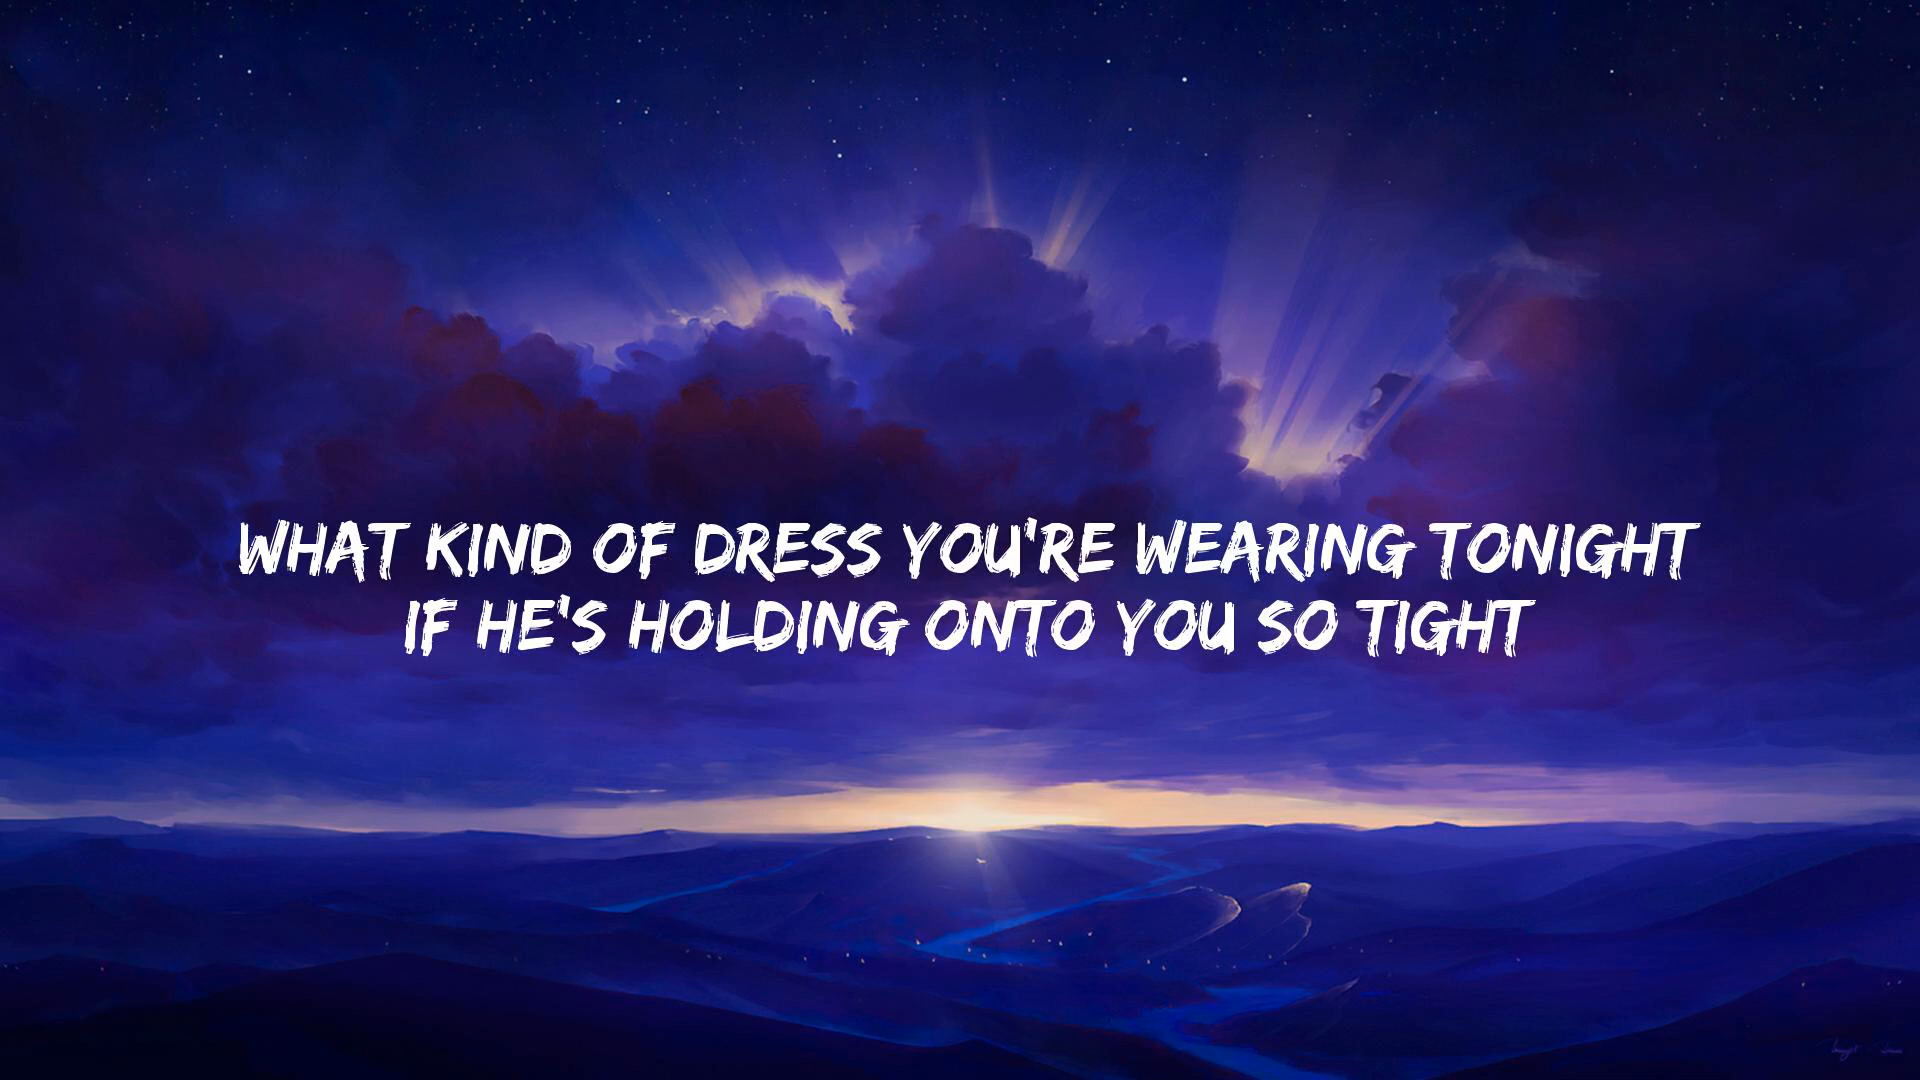 WHAT KIND OF DRESS YOU'RE WEARING TONIGHT
IF HE'S HOLDING ONTO YOU SO TIGHT